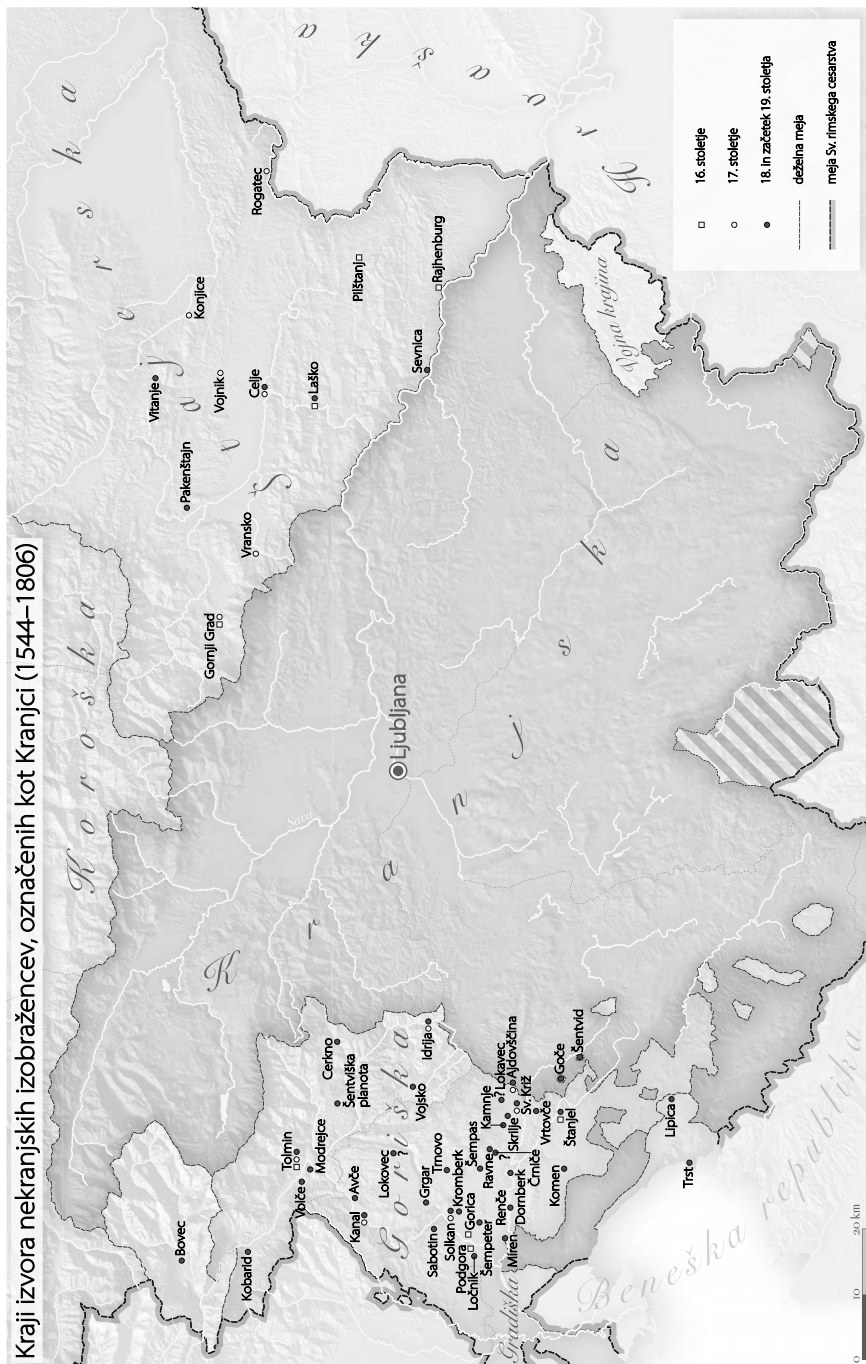 Kraji izvora nekranjskih izobražencev, označenih kot Kranjci (1544–1806)
Koroška
Štajerska
Hrvaška
Kranjska
Goriška
Gradiška
Beneška republika
Vojna krajina
Ljubljana
Sava
Kolpa
Bovec
Kobarid
Tolmin
Volče
Modrejce
Avče
Kanal
Cerkno
Šentviška
planota
Lokovec
?
Vojsko
Idrija
Grgar
Trnovo
Sabotin
Solkan
Kromberk
Podgora
Gorica
Ločnik
Šempeter
Šempas
Ravne
?
Kamnje
?
Lokavec
Ajdovščina
Skrilje
Sv. Križ
Miren
Renče
Dornberk
Črniče
Vrtovče
Štanjel
Komen
Goče
Šentvid
Lipica
Trst
Gornji Grad
Vransko
Pakenštajn
Vitanje
Vojnik
Konjice
Celje
Laško
Rogatec
Pilštanj
Rajhenburg
Sevnica
16. stoletje
17. stoletje
18. in začetek 19. stoletja
deželna meja
meja Sv. rimskega cesarstva
0 10 20 km